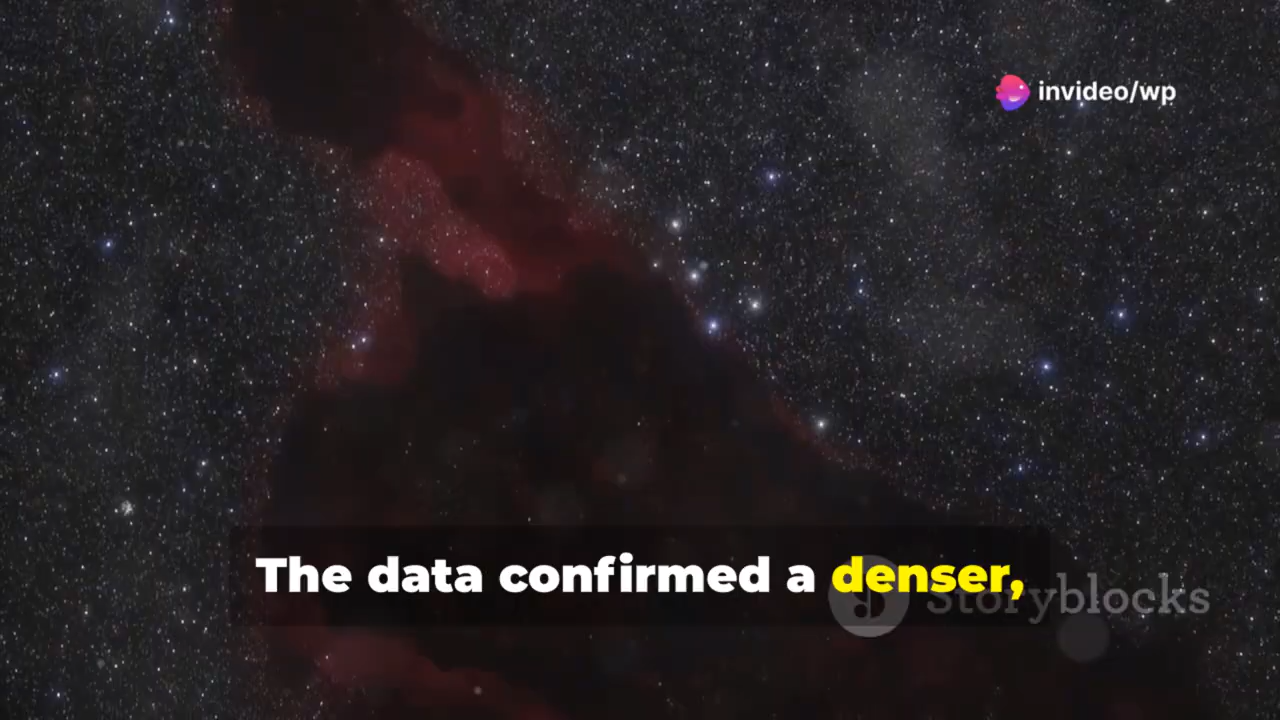 invideo/wp
The data confirmed a denser,
Storyblocks